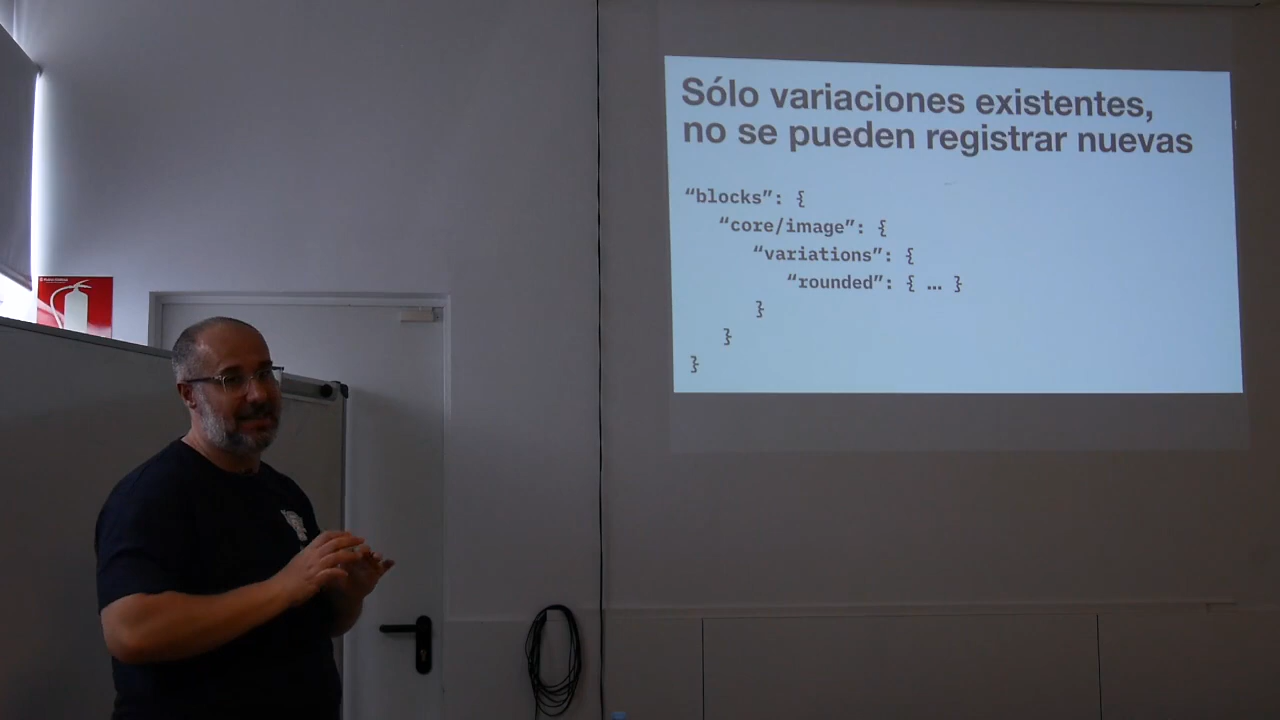 Sólo variaciones existentes,
no se pueden registrar nuevas
“blocks”: {
“core/image”: {
“variations”: {
“rounded”: { … }
}
}
}